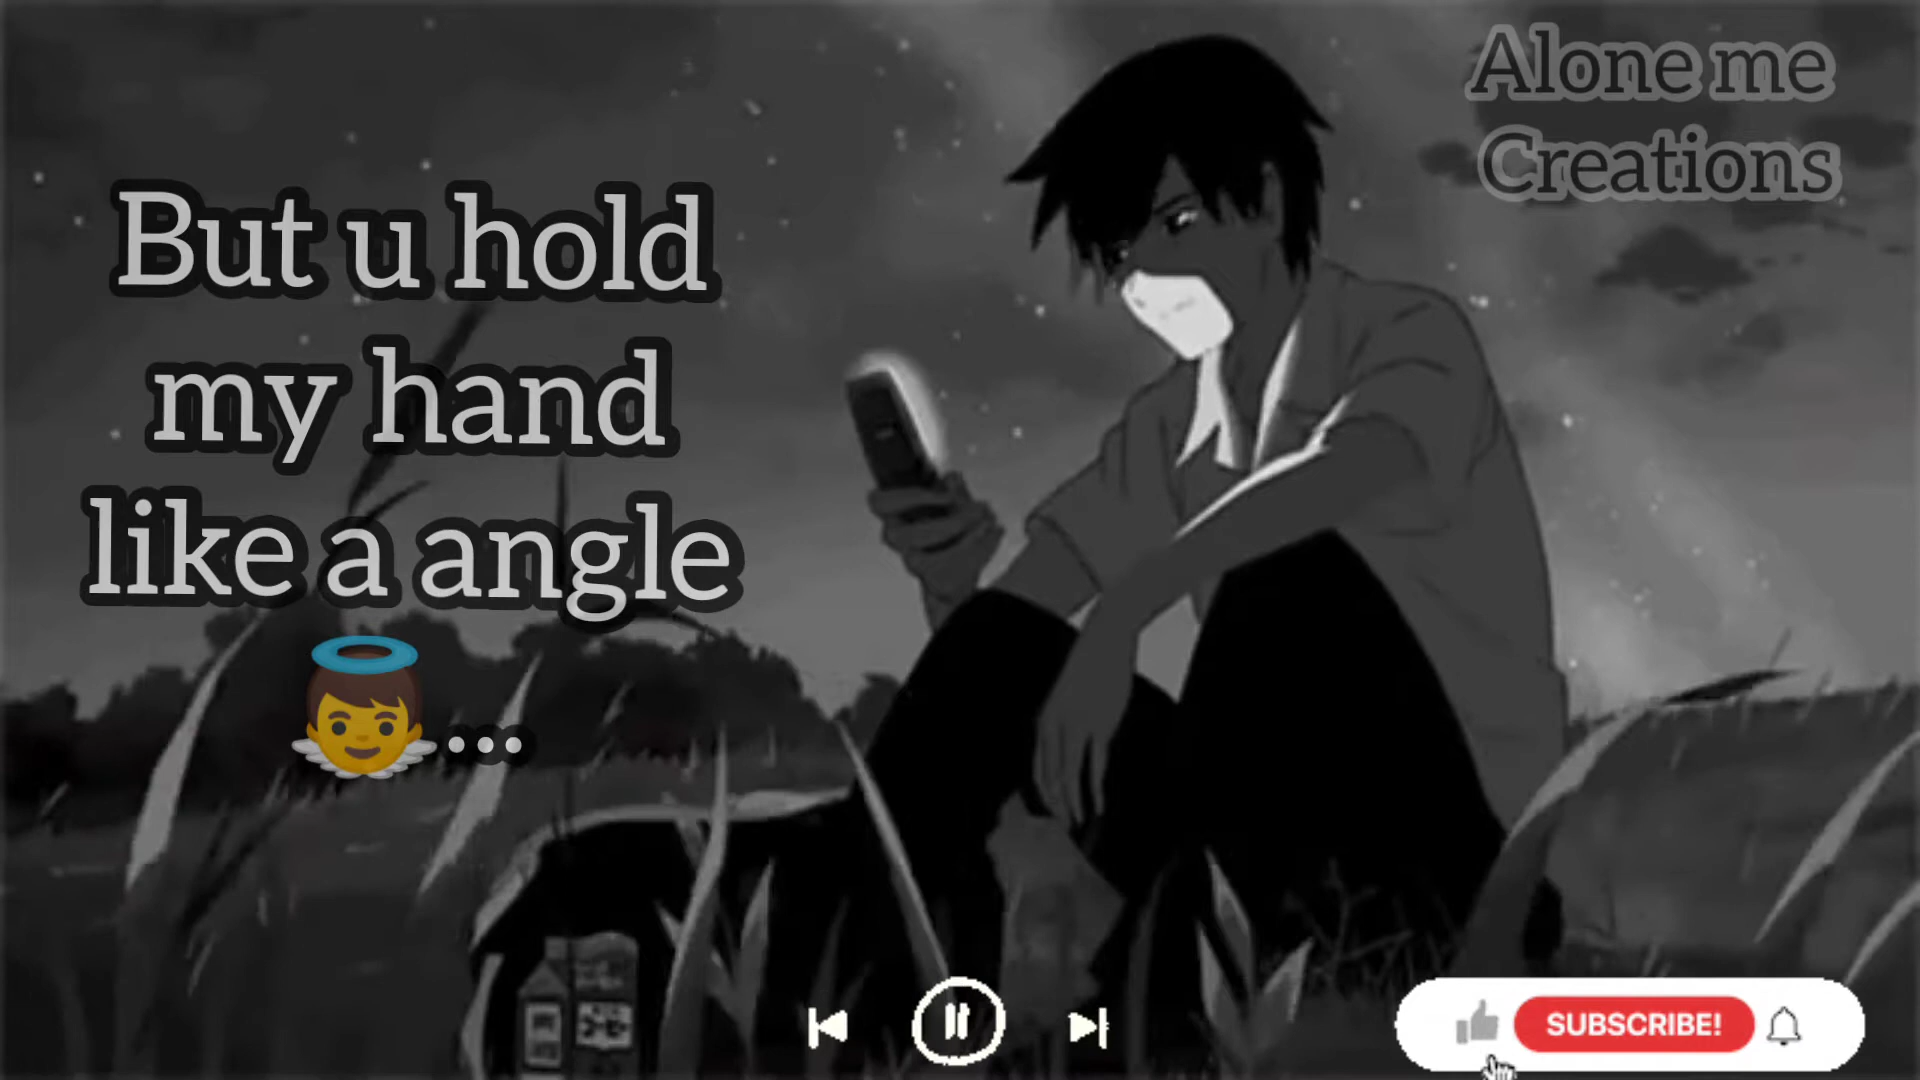 Alone me
Creations
But u hold
my hand
like a angle
👼...
SUBSCRIBE!